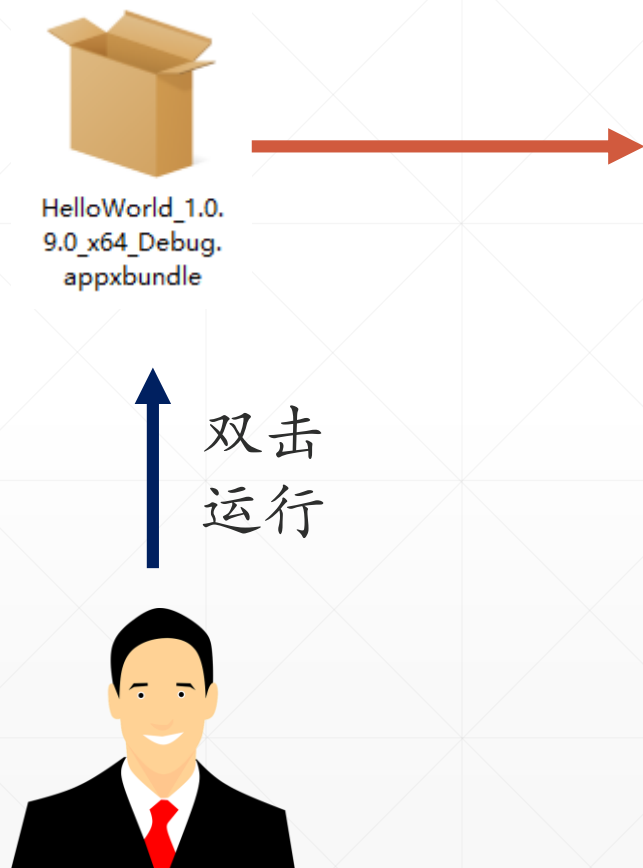 HelloWorld_1.0.
9.0_x64_Debug.
appxbundle
双击
运行